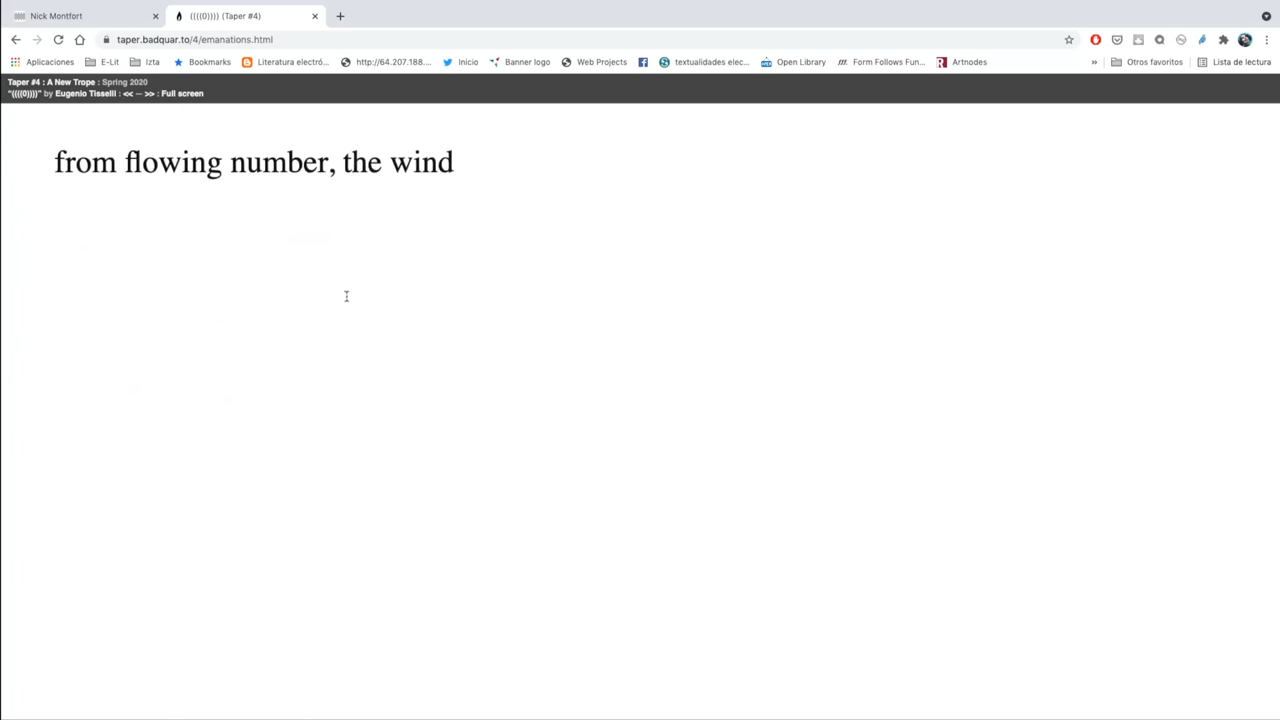 Nick Montfort
((((0)))) (Taper #4)
taper.badquar.to/4/emanations.html
Aplicaciones E-Lit Izta Bookmarks Literatura electró... http://64.207.188.... Inicio Banner logo Web Projects textualidades elec... Open Library Form Follows Fun... Artnodes » Otros favoritos Lista de lectura
Taper #4 : A New Trope : Spring 2020
"((((0))))" by Eugenio Tisselli : << — >> : Full screen
from flowing number, the wind